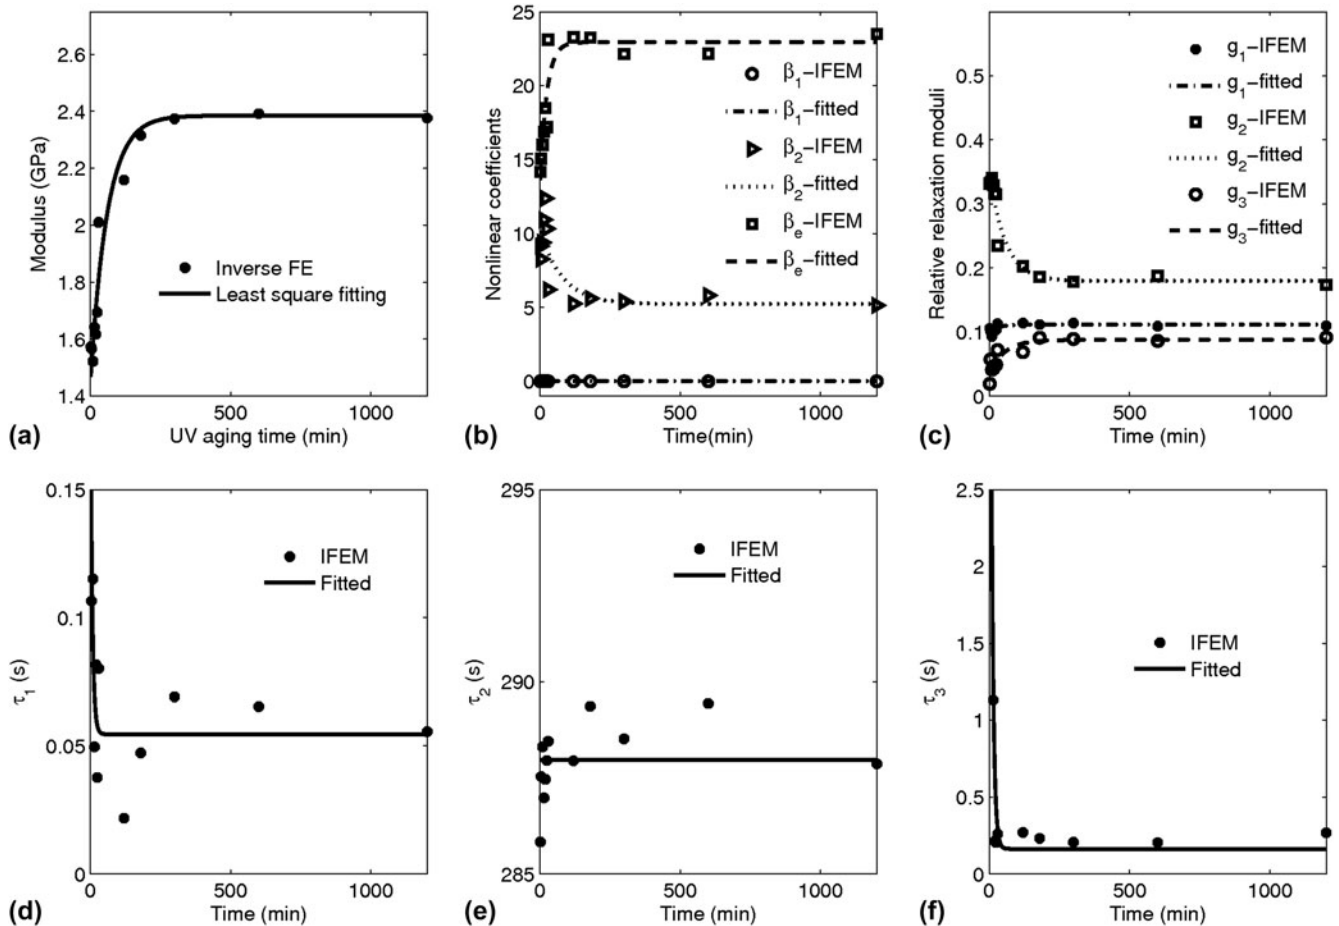 2.6
2.4
2.2
2
1.8
1.6
1.4
Modulus (GPa)
Inverse FE
Least square fitting
0
500
1000
UV aging time (min)
(a)
25
20
15
10
5
0
Nonlinear coefficients
β1−IFEM
β1−fitted
β2−IFEM
β2−fitted
βe−IFEM
βe−fitted
0
500
1000
Time(min)
(b)
0.5
0.4
0.3
0.2
0.1
0
Relative relaxation moduli
g1−IFEM
g1−fitted
g2−IFEM
g2−fitted
g3−IFEM
g3−fitted
0
500
1000
Time (min)
(c)
0.15
0.1
0.05
0
τ1 (s)
IFEM
Fitted
0
500
1000
Time (min)
(d)
295
290
285
τ2 (s)
IFEM
Fitted
0
500
1000
Time (min)
(e)
2.5
2
1.5
1
0.5
0
τ3 (s)
IFEM
Fitted
0
500
1000
Time (min)
(f)